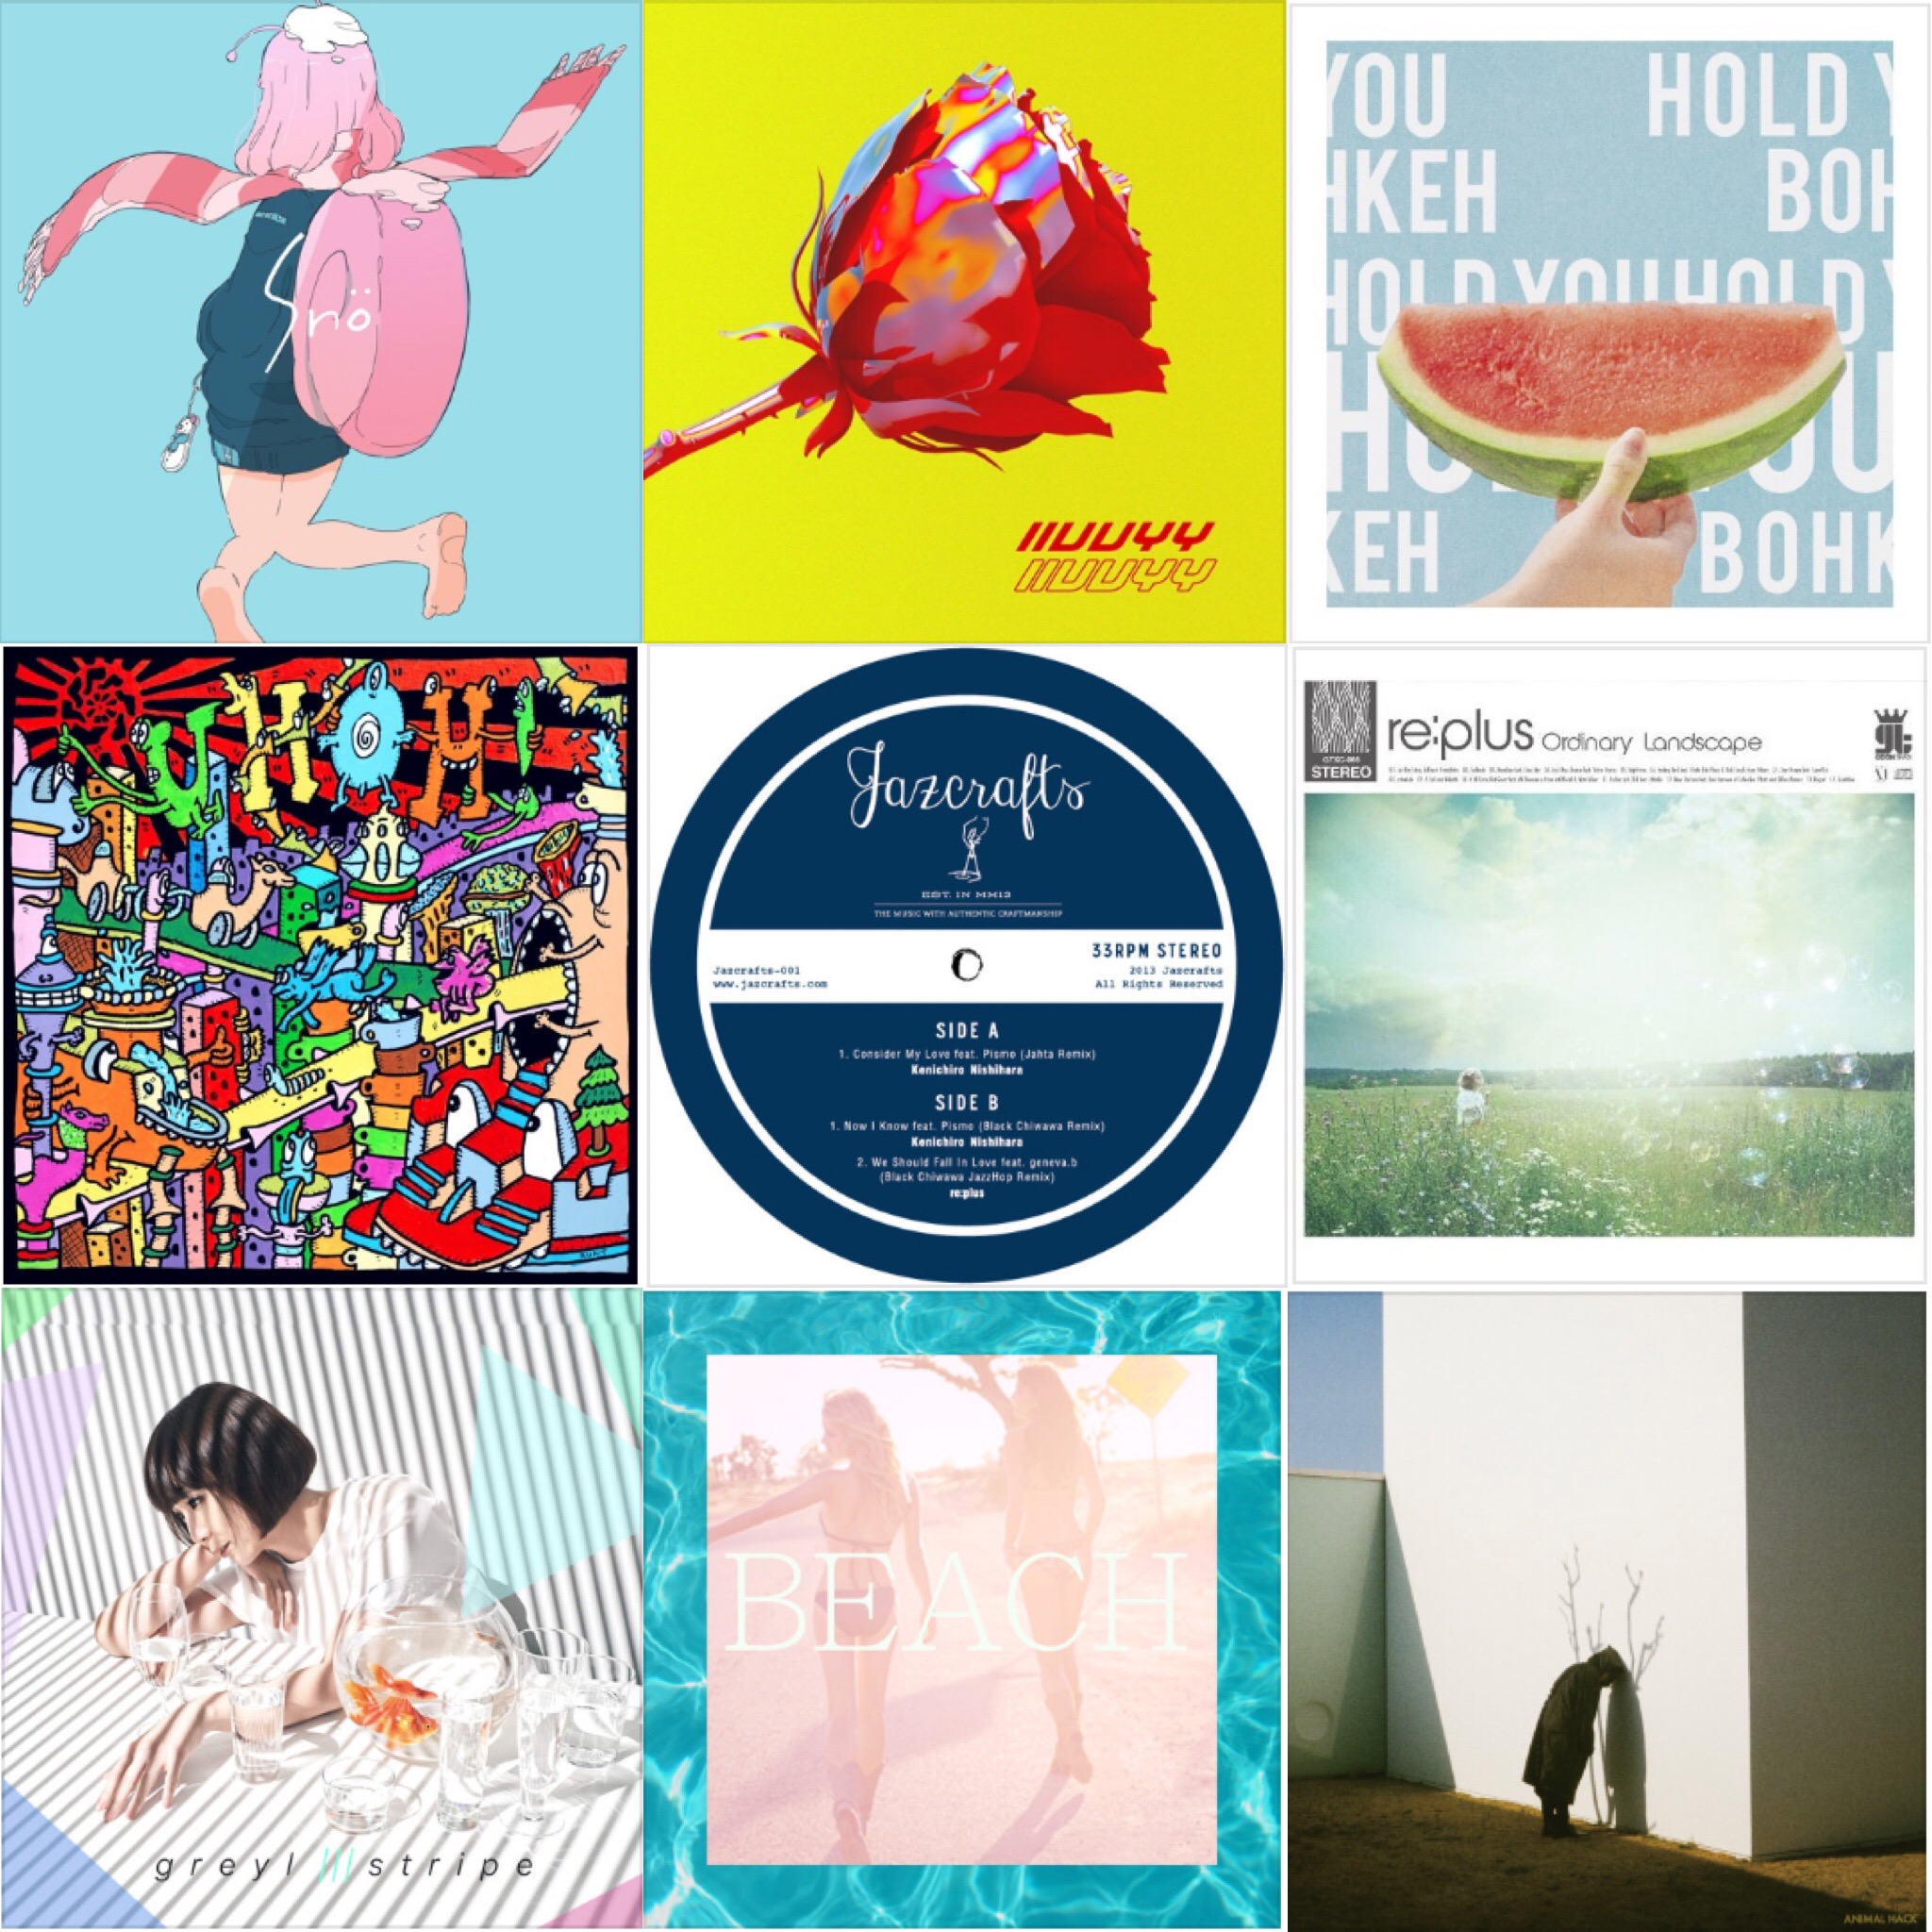 Snö
IIUUYY
IIUUYY
YOU HOLD Y
HKEH BOH
HOLD YOU HOLD Y
KEH BOHK
UHOH!
Jazcrafts
EST. IN MM13
THE MUSIC WITH AUTHENTIC CRAFTMANSHIP
33RPM STEREO
Jazcrafts-001 2013 Jazcrafts
www.jazcrafts.com All Rights Reserved
SIDE A
1. Consider My Love feat. Pismo (Jahta Remix)
Kenichiro Nishihara
SIDE B
1. Now I Know feat. Pismo (Black Chiwawa Remix)
Kenichiro Nishihara
2. We Should Fall In Love feat. geneva.b
(Black Chiwawa JazzHop Remix)
re:plus
re:plus Ordinary Landscape
STEREO
greyl///stripe
BEACH
ANIMAL HACK